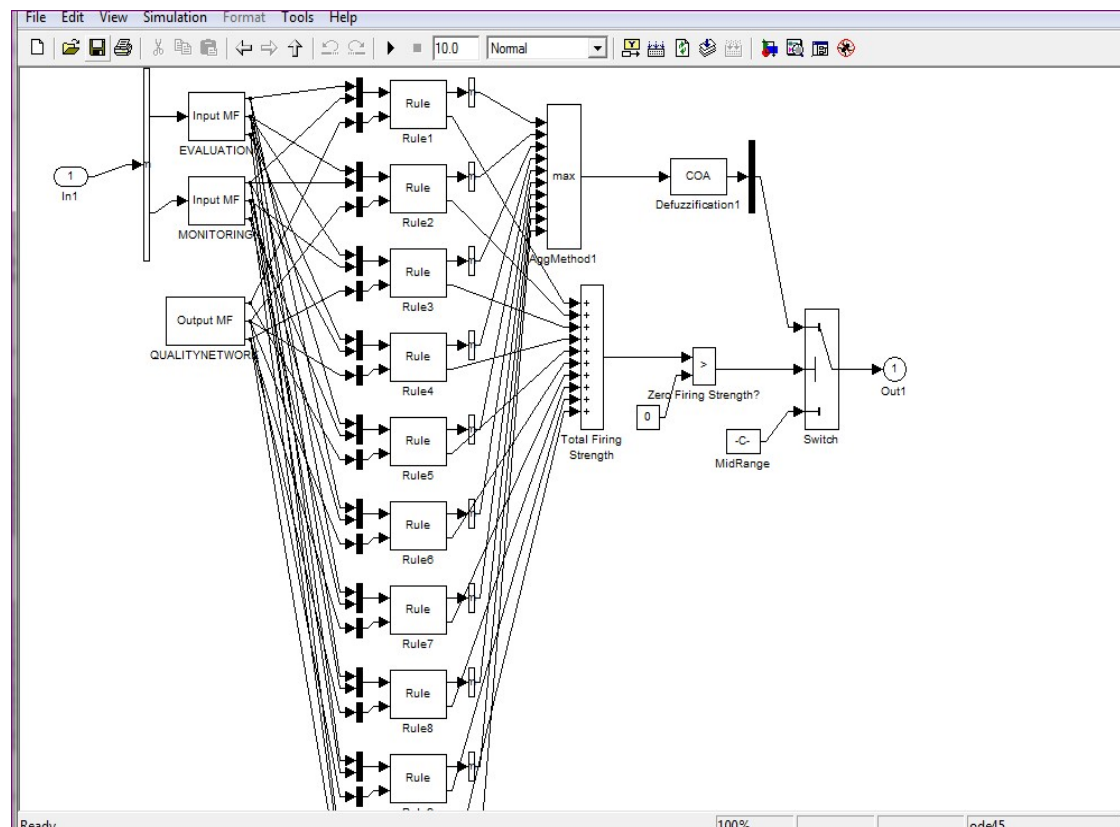 File Edit View Simulation Format Tools Help
10.0 Normal
1
In1
Input MF
EVALUATION
Input MF
MONITORING
Output MF
QUALITYNETWORK
Rule
Rule1
Rule
Rule2
Rule
Rule3
Rule
Rule4
Rule
Rule5
Rule
Rule6
Rule
Rule7
Rule
Rule8
Rule
max
AggMethod1
COA
Defuzzification1
+
+
+
+
+
+
+
+
+
+
Total Firing
Strength
>
Zero Firing Strength?
0
-C-
MidRange
Switch
1
Out1
Ready 100% ode45